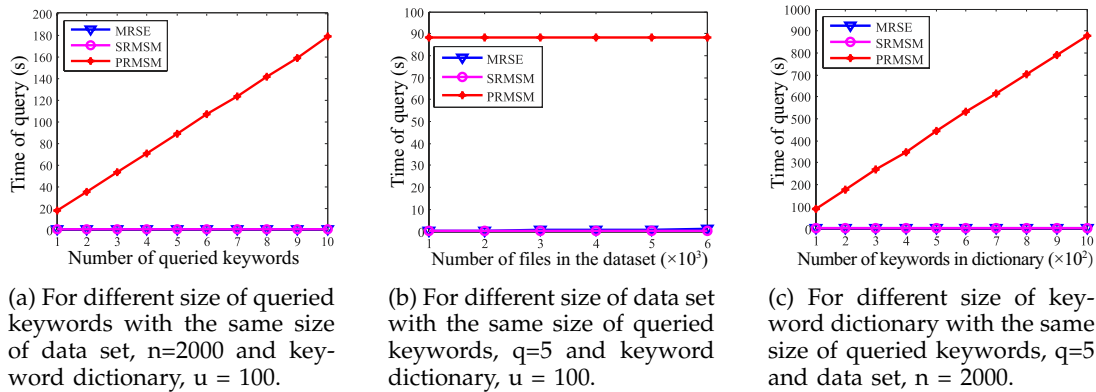 200
180
160
140
120
100
80
60
40
20
0
Time of query (s)
MRSE
SRMSM
PRMSM
1 2 3 4 5 6 7 8 9 10
Number of queried keywords
(a) For different size of queried
keywords with the same size
of data set, n=2000 and key-
word dictionary, u = 100.
100
90
80
70
60
50
40
30
20
10
0
Time of query (s)
MRSE
SRMSM
PRMSM
1 2 3 4 5 6
Number of files in the dataset (×10³)
(b) For different size of data set
with the same size of queried
keywords, q=5 and keyword
dictionary, u = 100.
1000
900
800
700
600
500
400
300
200
100
0
Time of query (s)
MRSE
SRMSM
PRMSM
1 2 3 4 5 6 7 8 9 10
Number of keywords in dictionary (×10²)
(c) For different size of key-
word dictionary with the same
size of queried keywords, q=5
and data set, n = 2000.